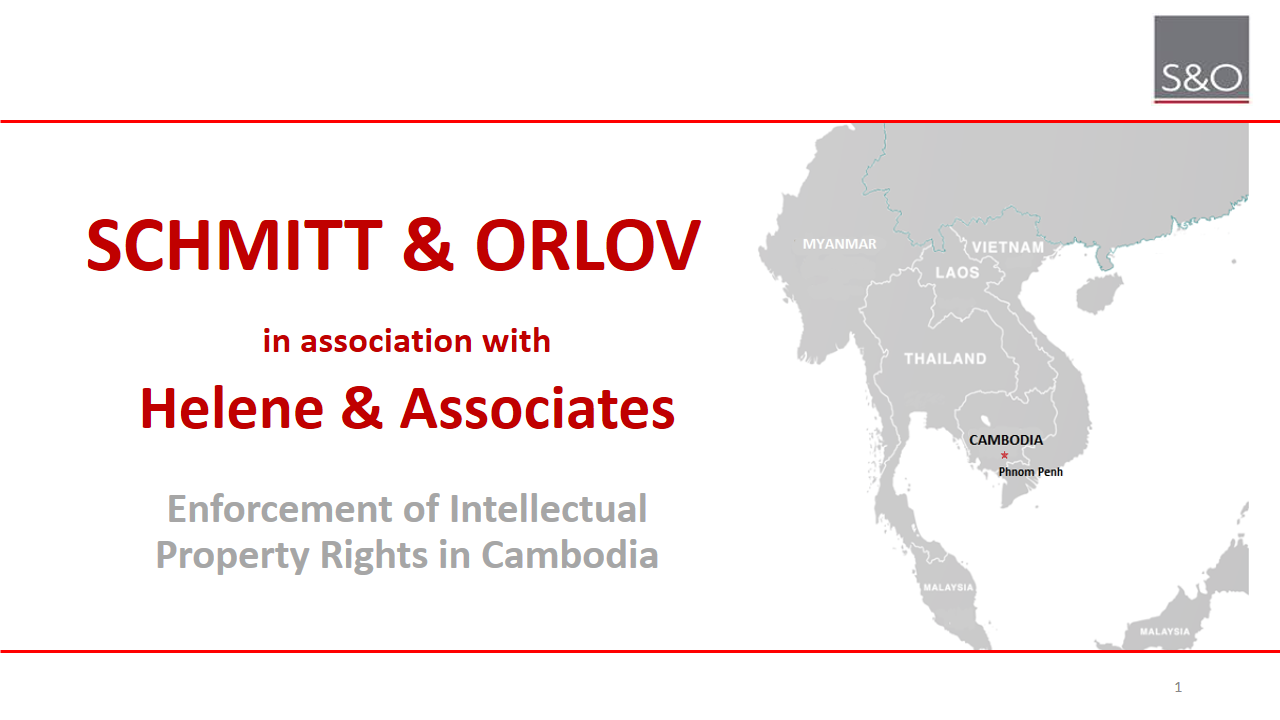 S&O
SCHMITT & ORLOV
in association with
Helene & Associates
Enforcement of Intellectual
Property Rights in Cambodia
MYANMAR
VIETNAM
LAOS
THAILAND
CAMBODIA
Phnom Penh
MALAYSIA
MALAYSIA
1